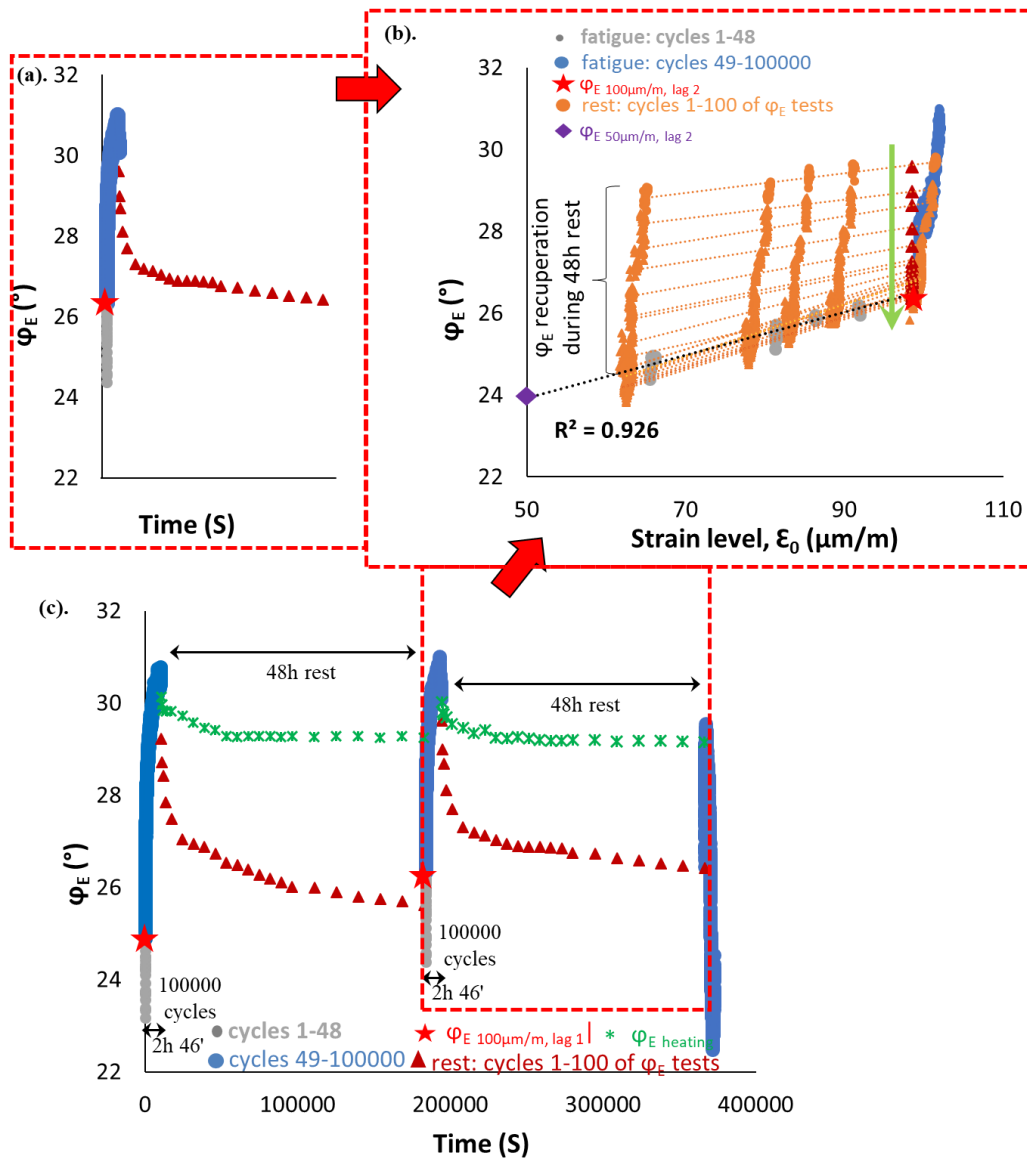 (a).
32
30
28
26
24
22
φE (°)
Time (S)
(b).
fatigue: cycles 1-48
fatigue: cycles 49-100000
φE 100µm/m, lag 2
rest: cycles 1-100 of φE tests
φE 50µm/m, lag 2
32
30
28
26
24
22
φE (°)
φE recuperation
during 48h rest
R² = 0.926
50
70
90
110
Strain level, Ɛ0 (µm/m)
(c).
32
30
28
26
24
22
φE (°)
48h rest
48h rest
100000
cycles
2h 46'
100000
cycles
2h 46'
cycles 1-48
φE 100µm/m, lag 1
φE heating
cycles 49-100000
rest: cycles 1-100 of φE tests
0
100000
200000
300000
400000
Time (S)